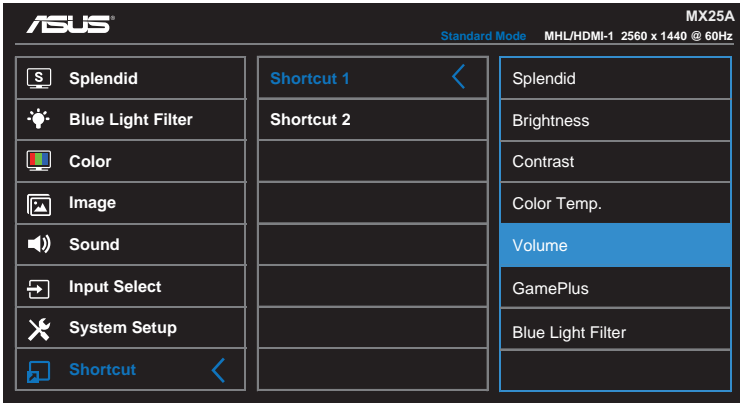 ASUS
MX25A
Standard Mode MHL/HDMI-1 2560 x 1440 @ 60Hz
S Splendid
Blue Light Filter
Color
Image
Sound
Input Select
System Setup
Shortcut
Shortcut 1
Shortcut 2
Splendid
Brightness
Contrast
Color Temp.
Volume
GamePlus
Blue Light Filter